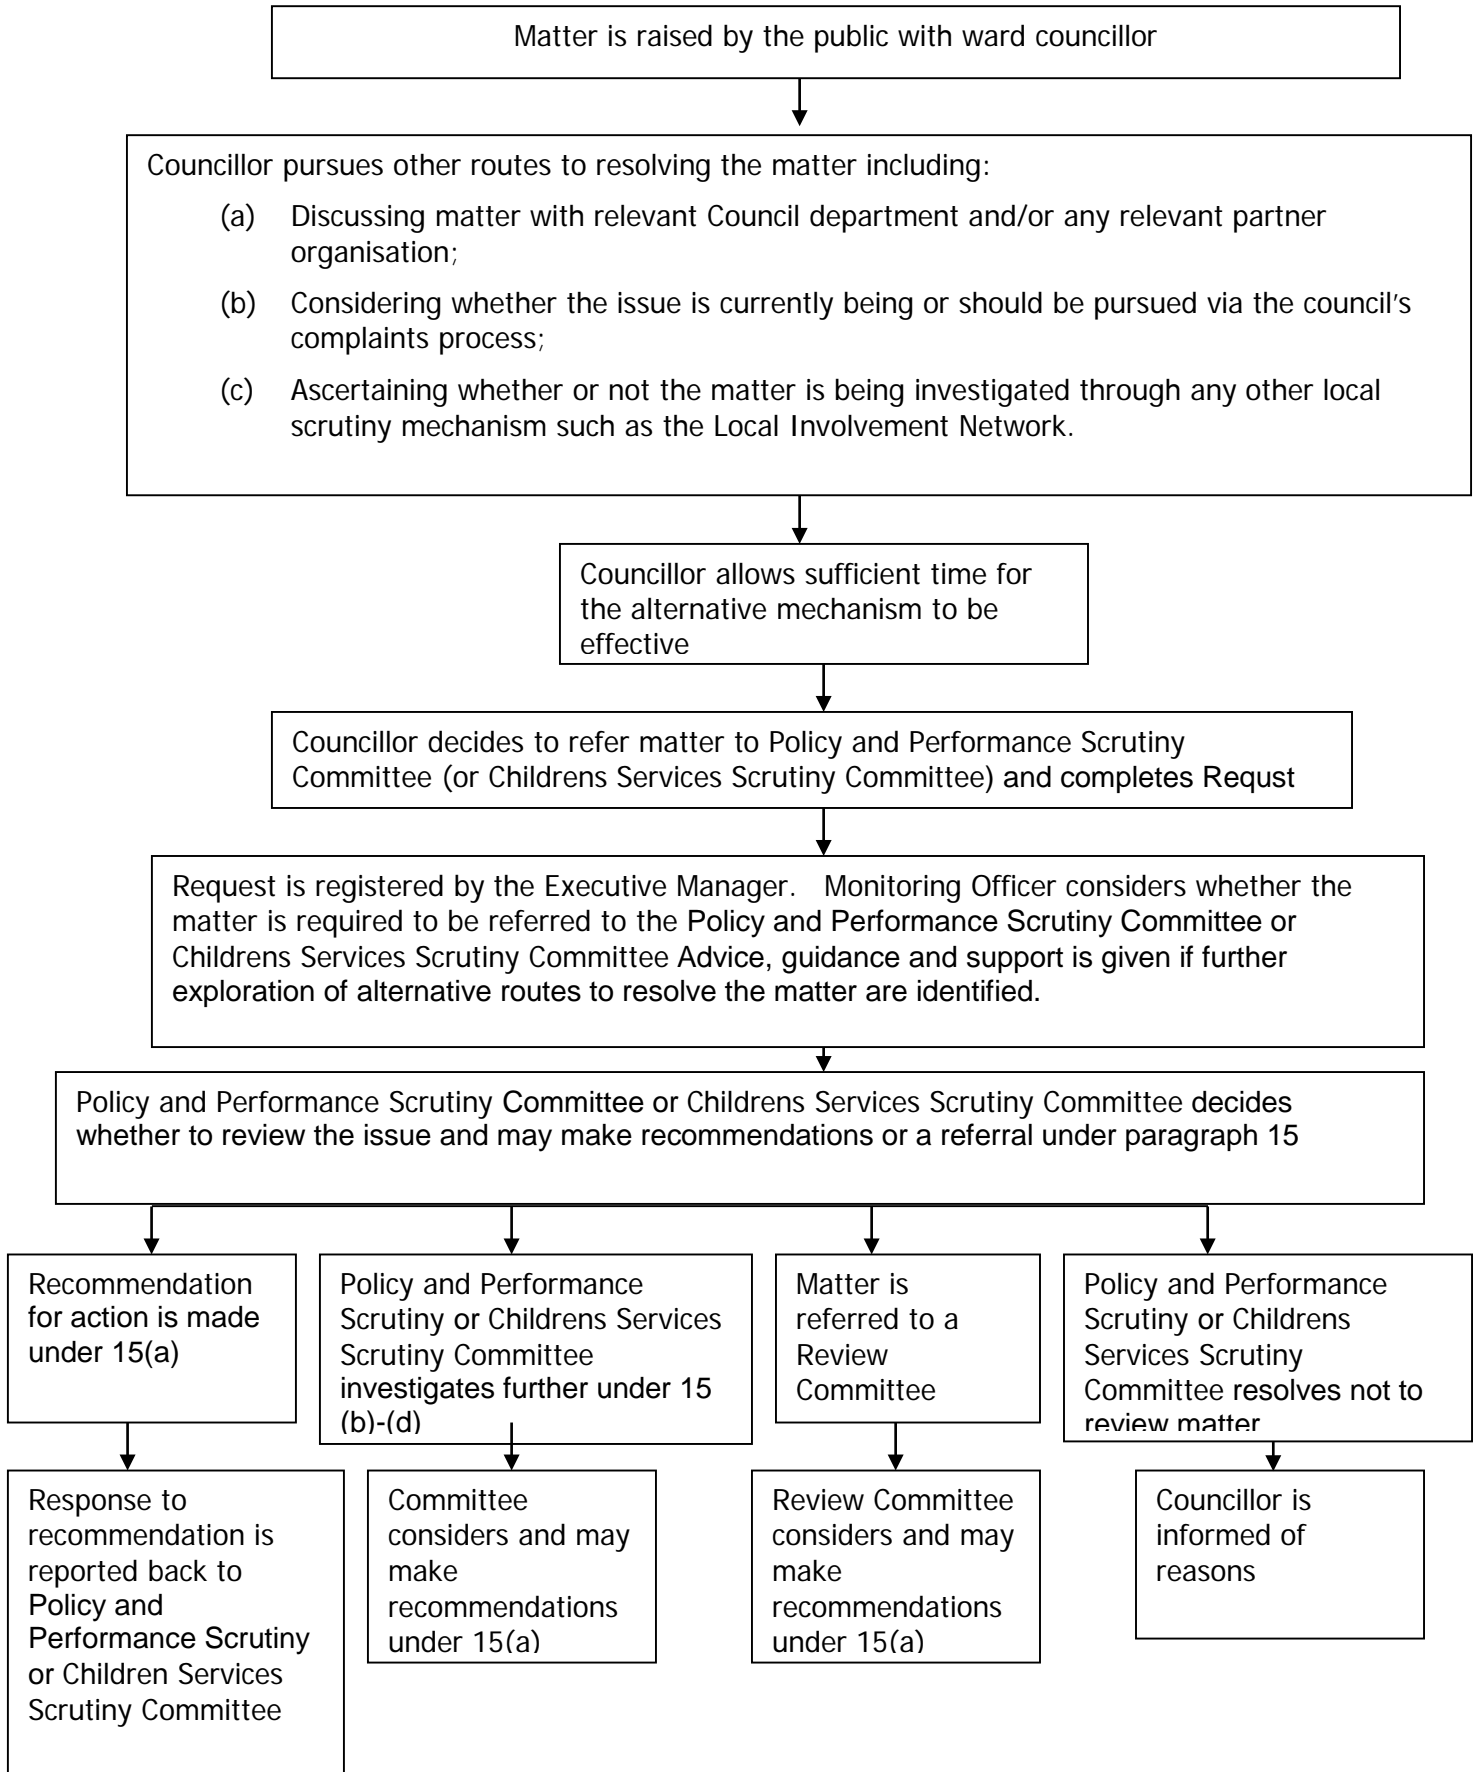 Matter is raised by the public with ward councillor
Councillor pursues other routes to resolving the matter including:
(a) Discussing matter with relevant Council department and/or any relevant partner
organisation;
(b) Considering whether the issue is currently being or should be pursued via the council's
complaints process;
(c) Ascertaining whether or not the matter is being investigated through any other local
scrutiny mechanism such as the Local Involvement Network.
Councillor allows sufficient time for
the alternative mechanism to be
effective
Councillor decides to refer matter to Policy and Performance Scrutiny
Committee (or Childrens Services Scrutiny Committee) and completes Requst
Request is registered by the Executive Manager. Monitoring Officer considers whether the
matter is required to be referred to the Policy and Performance Scrutiny Committee or
Childrens Services Scrutiny Committee Advice, guidance and support is given if further
exploration of alternative routes to resolve the matter are identified.
Policy and Performance Scrutiny Committee or Childrens Services Scrutiny Committee decides
whether to review the issue and may make recommendations or a referral under paragraph 15
Recommendation
for action is made
under 15(a)
Policy and Performance
Scrutiny or Childrens Services
Scrutiny Committee
investigates further under 15
(b)-(d)
Matter is
referred to a
Review
Committee
Policy and Performance
Scrutiny or Childrens
Services Scrutiny
Committee resolves not to
review matter
Response to
recommendation is
reported back to
Policy and
Performance Scrutiny
or Children Services
Scrutiny Committee
Committee
considers and may
make
recommendations
under 15(a)
Review Committee
considers and may
make
recommendations
under 15(a)
Councillor is
informed of
reasons